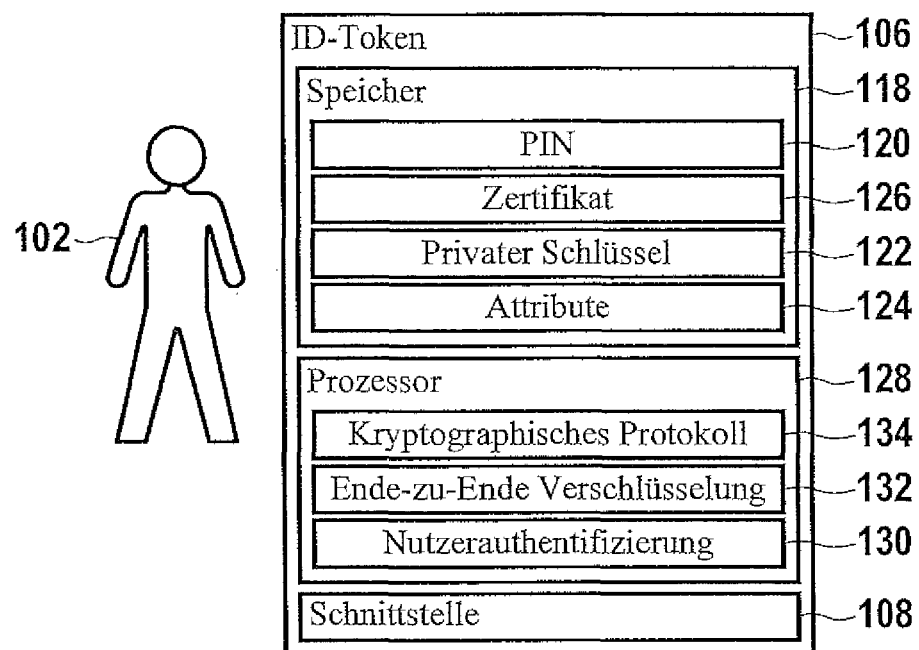 ID-Token 106
Speicher 118
PIN 120
Zertifikat 126
102 Privater Schlüssel 122
Attribute 124
Prozessor 128
Kryptographisches Protokoll 134
Ende-zu-Ende Verschlüsselung 132
Nutzerauthentifizierung 130
Schnittstelle 108